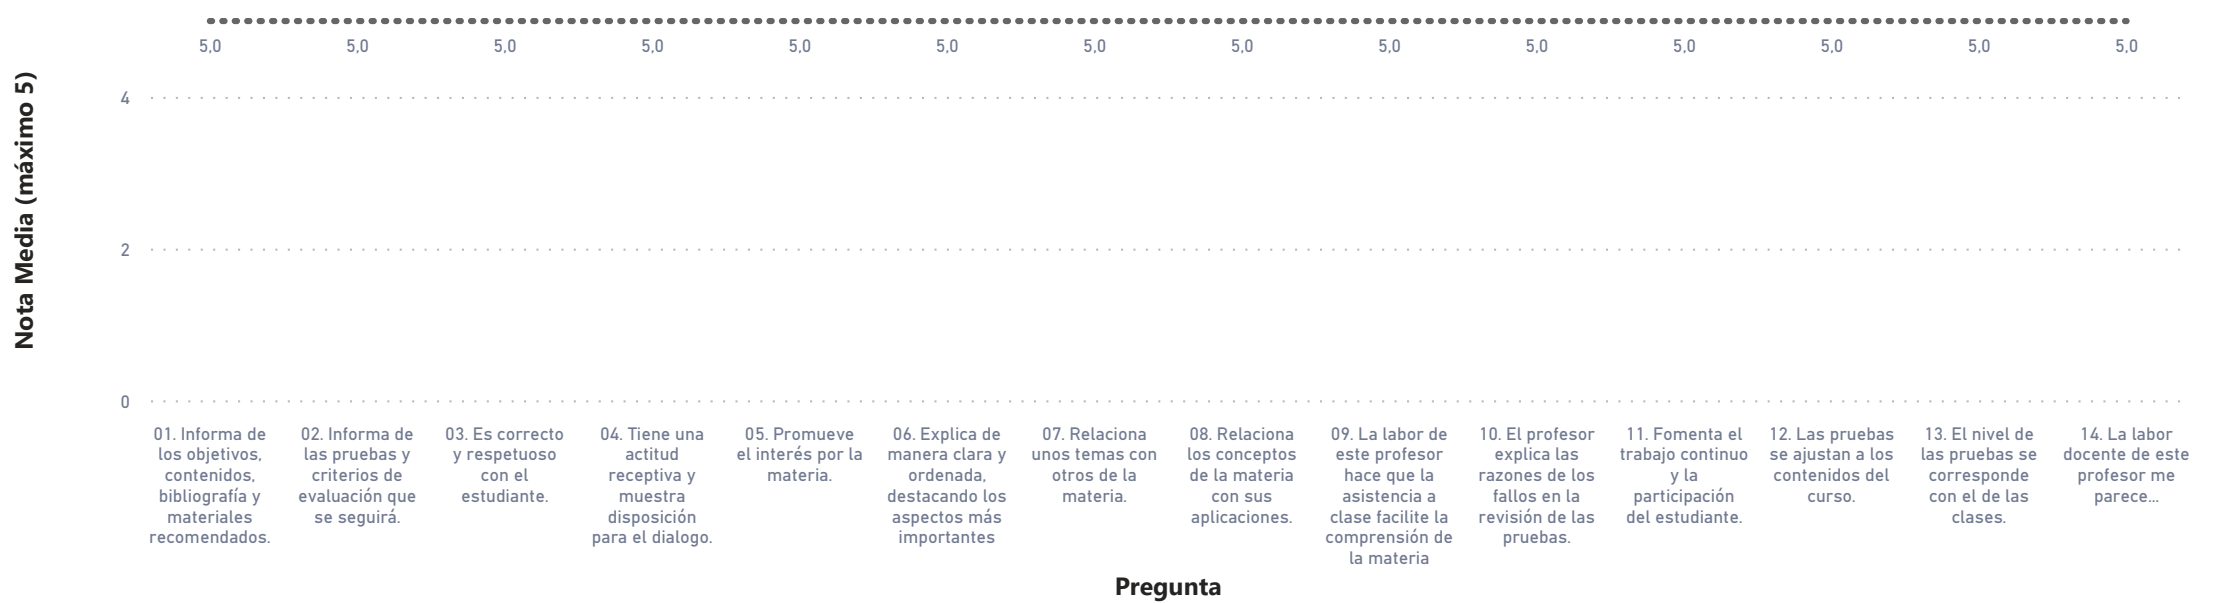 5,0 5,0 5,0 5,0 5,0 5,0 5,0 5,0 5,0 5,0 5,0 5,0 5,0 5,0
Nota Media (máximo 5)
4
2
0
01. Informa de
los objetivos,
contenidos,
bibliografía y
materiales
recomendados.
02. Informa de
las pruebas y
criterios de
evaluación que
se seguirá.
03. Es correcto
y respetuoso
con el
estudiante.
04. Tiene una
actitud
receptiva y
muestra
disposición
para el dialogo.
05. Promueve
el interés por la
materia.
06. Explica de
manera clara y
ordenada,
destacando los
aspectos más
importantes
07. Relaciona
unos temas con
otros de la
materia.
08. Relaciona
los conceptos
de la materia
con sus
aplicaciones.
09. La labor de
este profesor
hace que la
asistencia a
clase facilite la
comprensión de
la materia
10. El profesor
explica las
razones de los
fallos en la
revisión de las
pruebas.
11. Fomenta el
trabajo continuo
y la
participación
del estudiante.
12. Las pruebas
se ajustan a los
contenidos del
curso.
13. El nivel de
las pruebas se
corresponde
con el de las
clases.
14. La labor
docente de este
profesor me
parece...
Pregunta